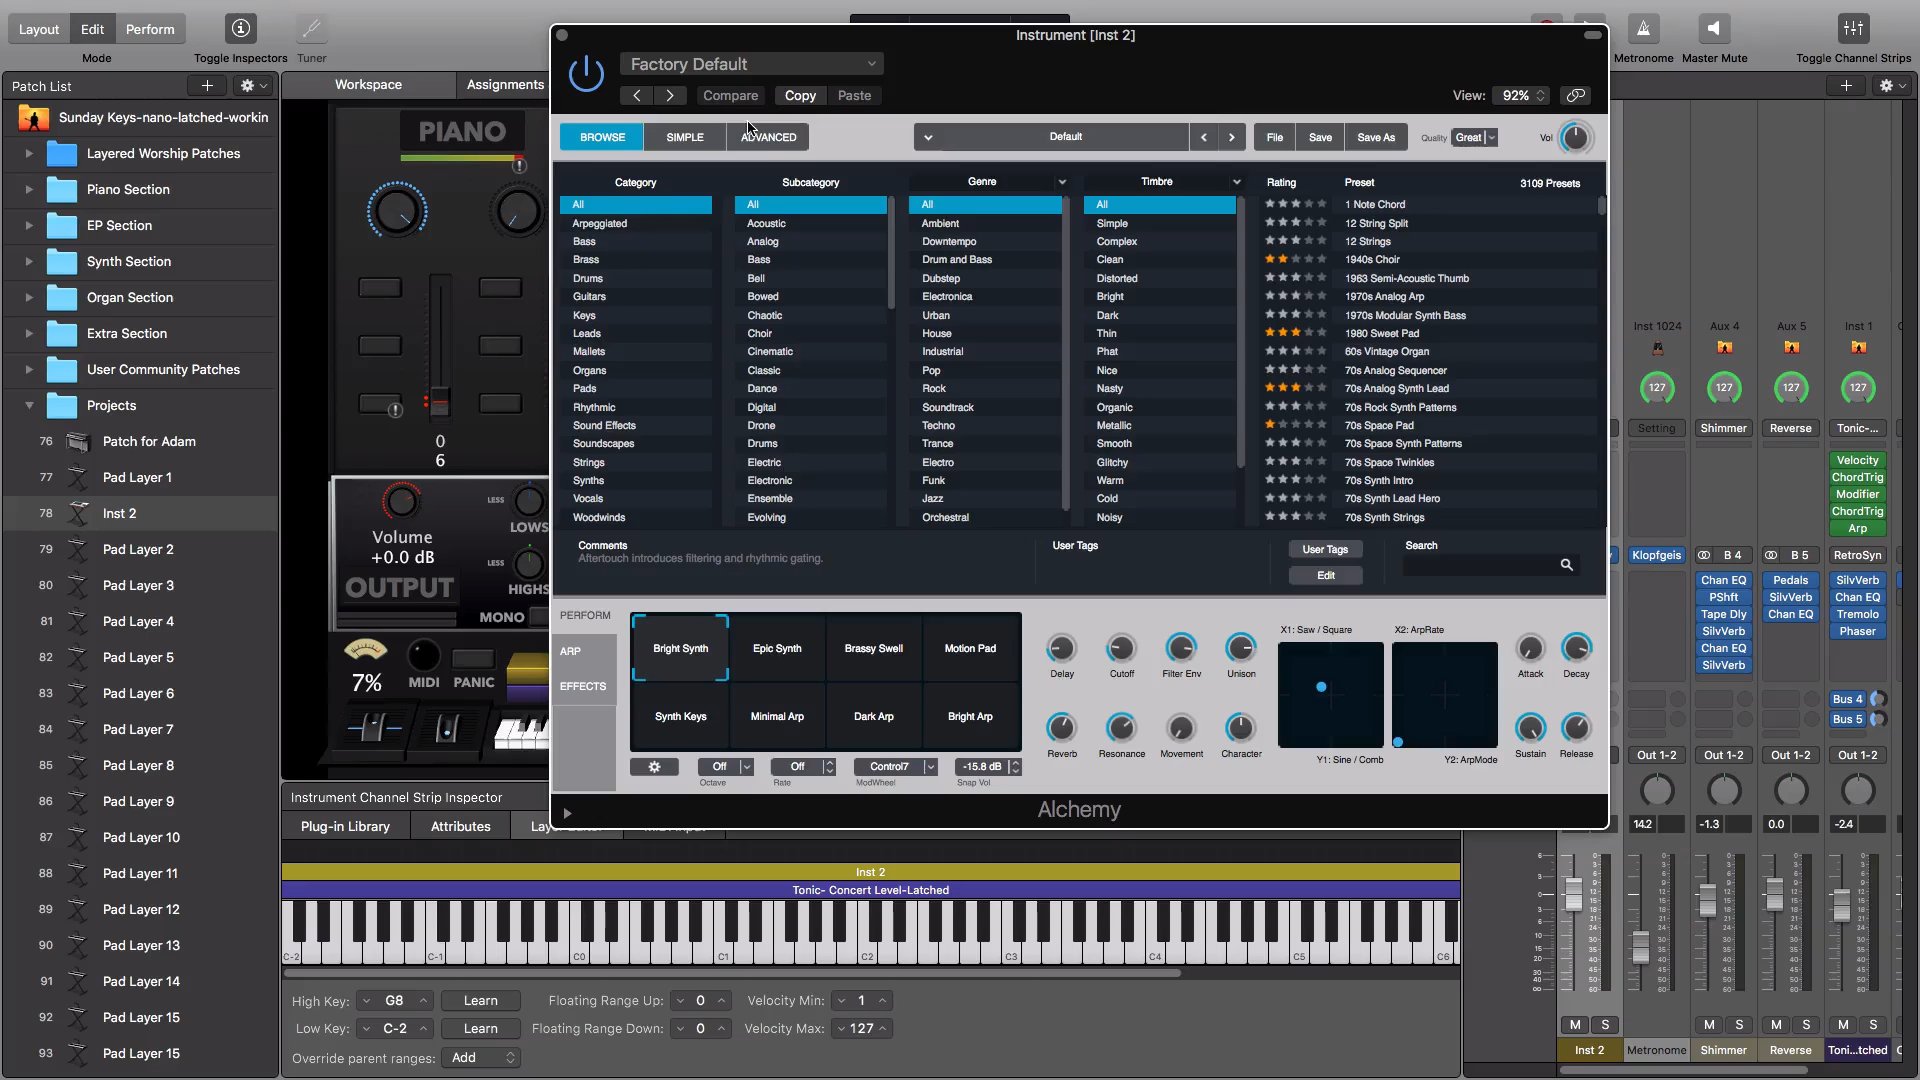 Layout Edit Perform
Mode
Toggle Inspectors
Tuner
Metronome Master Mute
Toggle Channel Strips
Patch List
Sunday Keys-nano-latched-workin
Layered Worship Patches
Piano Section
EP Section
Synth Section
Organ Section
Extra Section
User Community Patches
Projects
76 Patch for Adam
77 Pad Layer 1
78 Inst 2
79 Pad Layer 2
80 Pad Layer 3
81 Pad Layer 4
82 Pad Layer 5
83 Pad Layer 6
84 Pad Layer 7
85 Pad Layer 8
86 Pad Layer 9
87 Pad Layer 10
88 Pad Layer 11
89 Pad Layer 12
90 Pad Layer 13
91 Pad Layer 14
92 Pad Layer 15
93 Pad Layer 15
Workspace
Assignments
PIANO
0
6
Volume
+0.0 dB
OUTPUT
LESS
LOWS
LESS
HIGHS
MONO
7%
MIDI
PANIC
Instrument [Inst 2]
Factory Default
Compare Copy Paste
View: 92%
BROWSE SIMPLE ADVANCED
Default
File Save Save As
Quality Great
Vol
Category
All
Arpeggiated
Bass
Brass
Drums
Guitars
Keys
Leads
Mallets
Organs
Pads
Rhythmic
Sound Effects
Soundscapes
Strings
Synths
Vocals
Woodwinds
Subcategory
All
Acoustic
Analog
Bass
Bell
Bowed
Chaotic
Choir
Cinematic
Classic
Dance
Digital
Drone
Drums
Electric
Electronic
Ensemble
Evolving
Genre
All
Ambient
Downtempo
Drum and Bass
Dubstep
Electronica
Urban
House
Industrial
Pop
Rock
Soundtrack
Techno
Trance
Electro
Funk
Jazz
Orchestral
Timbre
All
Simple
Complex
Clean
Distorted
Bright
Dark
Thin
Phat
Nice
Nasty
Organic
Metallic
Smooth
Glitchy
Warm
Cold
Noisy
Rating Preset 3109 Presets
1 Note Chord
12 String Split
12 Strings
1940s Choir
1963 Semi-Acoustic Thumb
1970s Analog Arp
1970s Modular Synth Bass
1980 Sweet Pad
60s Vintage Organ
70s Analog Sequencer
70s Analog Synth Lead
70s Rock Synth Patterns
70s Space Pad
70s Space Synth Patterns
70s Space Twinkles
70s Synth Intro
70s Synth Lead Hero
70s Synth Strings
Comments
Aftertouch introduces filtering and rhythmic gating.
User Tags
User Tags
Edit
Search
PERFORM
ARP
EFFECTS
Bright Synth Epic Synth Brassy Swell Motion Pad
Synth Keys Minimal Arp Dark Arp Bright Arp
Off Off Control7 -15.8 dB
Octave Rate ModWheel Snap Vol
Delay Cutoff Filter Env Unison
Reverb Resonance Movement Character
X1: Saw / Square X2: ArpRate
Y1: Sine / Comb Y2: ArpMode
Attack Decay
Sustain Release
Alchemy
Instrument Channel Strip Inspector
Plug-in Library Attributes
Inst 2
Tonic- Concert Level-Latched
C-2 C-1 C0 C1 C2 C3 C4 C5 C6
High Key: G8 Learn Floating Range Up: 0 Velocity Min: 1
Low Key: C-2 Learn Floating Range Down: 0 Velocity Max: 127
Override parent ranges: Add
Inst 1024 Aux 4 Aux 5 Inst 1
127 127 127 127
Setting Shimmer Reverse Tonic-...
Velocity
ChordTrig
Modifier
ChordTrig
Arp
Klopfgeis B 4 B 5 RetroSyn
Chan EQ Pedals SilvVerb
PShft SilvVerb Chan EQ
Tape Dly Chan EQ Tremolo
SilvVerb Phaser
Chan EQ
SilvVerb
Bus 4
Bus 5
Out 1-2 Out 1-2 Out 1-2 Out 1-2
14.2 -1.3 0.0 -2.4
M S M S M S M S
Inst 2 Metronome Shimmer Reverse Toni...tched